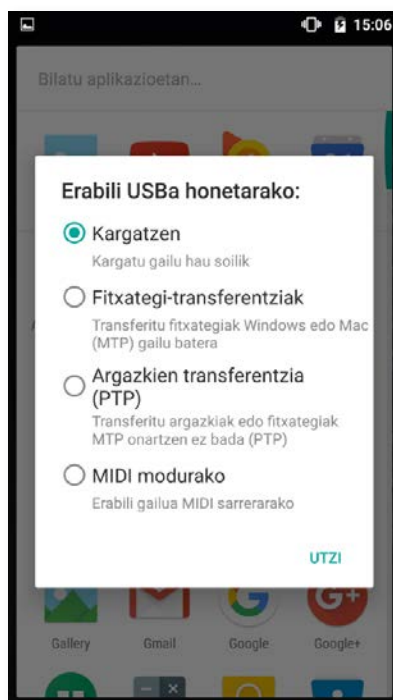 15:06
Bilatu aplikazioetan...
Erabili USBa honetarako:
Kargatzen
Kargatu gailu hau soilik
Fitxategi-transferentziak
Transferitu fitxategiak Windows edo Mac
(MTP) gailu batera
Argazkien transferentzia
(PTP)
Transferitu argazkiak edo fitxategiak
MTP onartzen ez bada (PTP)
MIDI modurako
Erabili gailua MIDI sarrerarako
UTZI
G G+
Gallery Gmail Google Google+